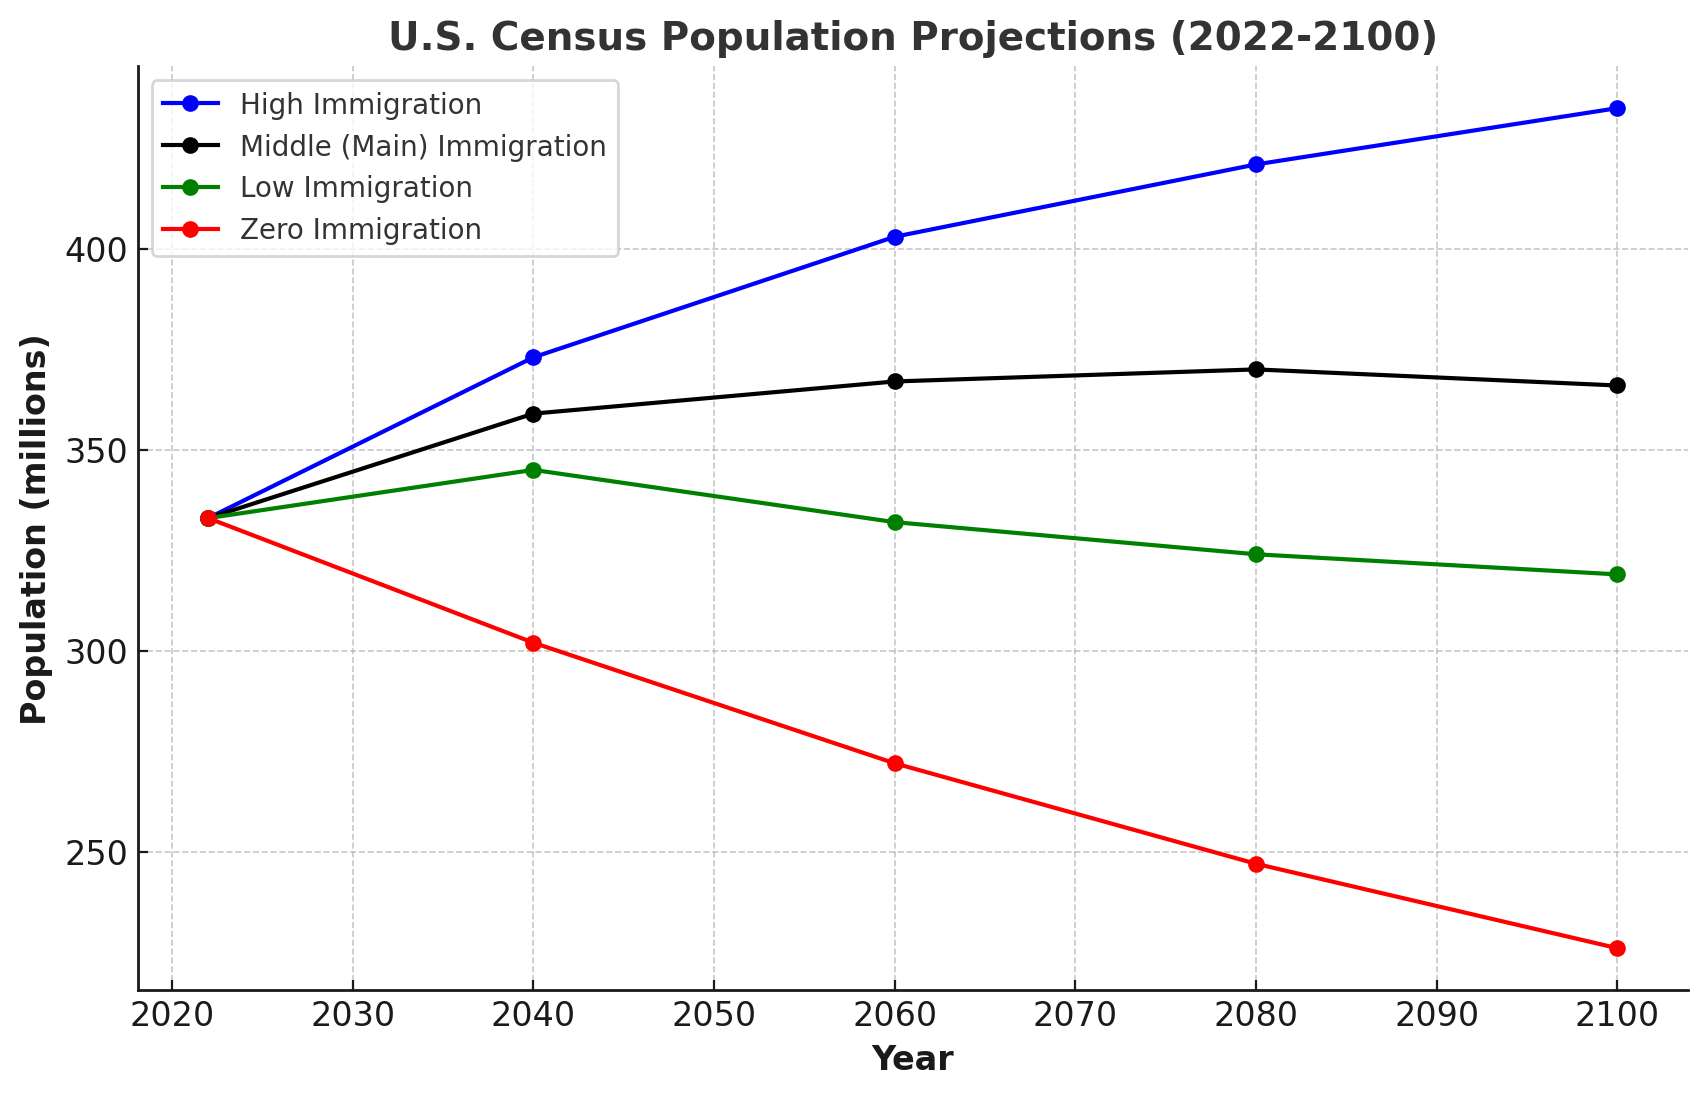 U.S. Census Population Projections (2022-2100)
High Immigration
Middle (Main) Immigration
Low Immigration
Zero Immigration
Population (millions)
400
350
300
250
2020 2030 2040 2050 2060 2070 2080 2090 2100
Year